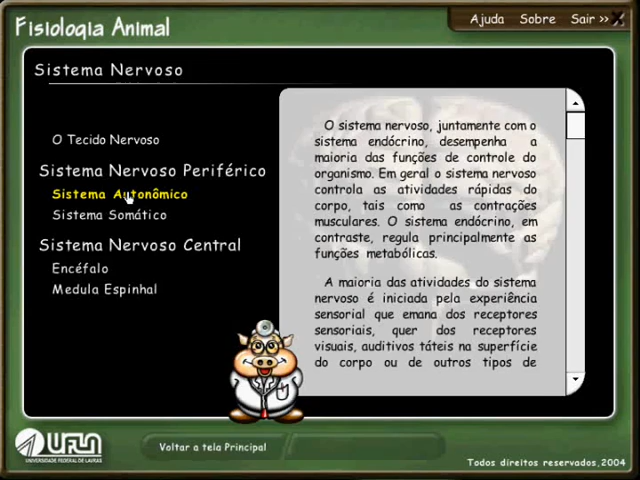 Fisiologia Animal
Ajuda Sobre Sair >>
Sistema Nervoso
O Tecido Nervoso
Sistema Nervoso Periférico
Sistema Autonômico
Sistema Somático
Sistema Nervoso Central
Encéfalo
Medula Espinhal
O sistema nervoso, juntamente com o
sistema endócrino, desempenha a
maioria das funções de controle do
organismo. Em geral o sistema nervoso
controla as atividades rápidas do
corpo, tais como as contrações
musculares. O sistema endócrino, em
contraste, regula principalmente as
funções metabólicas.
A maioria das atividades do sistema
nervoso é iniciada pela experiência
sensorial que emana dos receptores
sensoriais, quer dos receptores
visuais, auditivos táteis na superfície
do corpo ou de outros tipos de
UFLA
UNIVERSIDADE FEDERAL DE LAVRAS
Voltar a tela Principal
Todos direitos reservados,2004